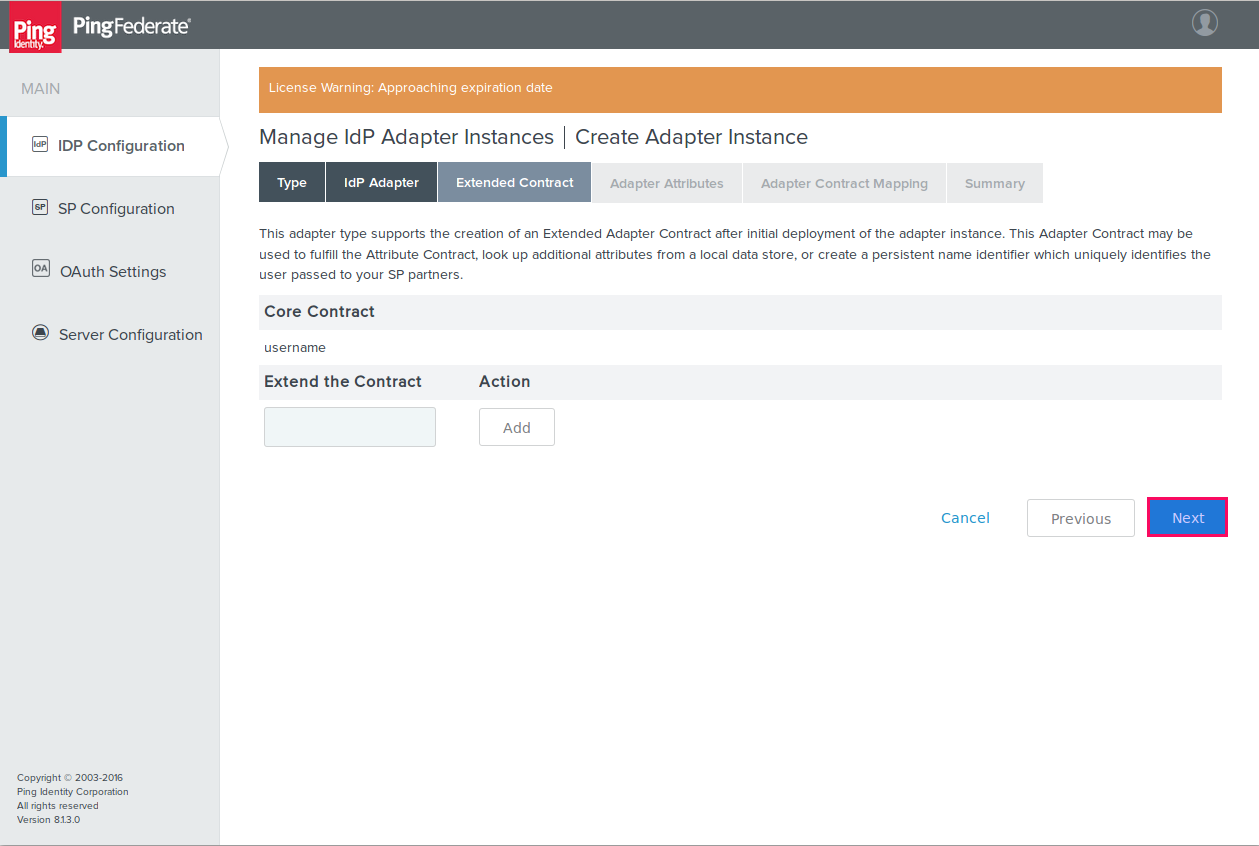 Ping
Identity.
PingFederate®
MAIN
IdP IDP Configuration
SP SP Configuration
OA OAuth Settings
Server Configuration
Copyright © 2003-2016
Ping Identity Corporation
All rights reserved
Version 8.1.3.0
License Warning: Approaching expiration date
Manage IdP Adapter Instances | Create Adapter Instance
Type IdP Adapter Extended Contract Adapter Attributes Adapter Contract Mapping Summary
This adapter type supports the creation of an Extended Adapter Contract after initial deployment of the adapter instance. This Adapter Contract may be
used to fulfill the Attribute Contract, look up additional attributes from a local data store, or create a persistent name identifier which uniquely identifies the
user passed to your SP partners.
Core Contract
username
Extend the Contract Action
Add
Cancel Previous Next